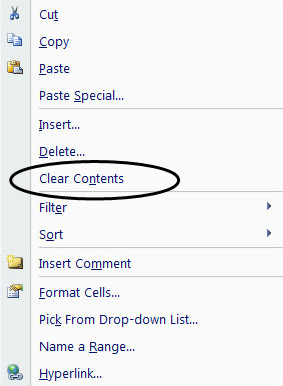 Cut
Copy
Paste
Paste Special...
Insert...
Delete...
Clear Contents
Filter
Sort
Insert Comment
Format Cells...
Pick From Drop-down List...
Name a Range...
Hyperlink...